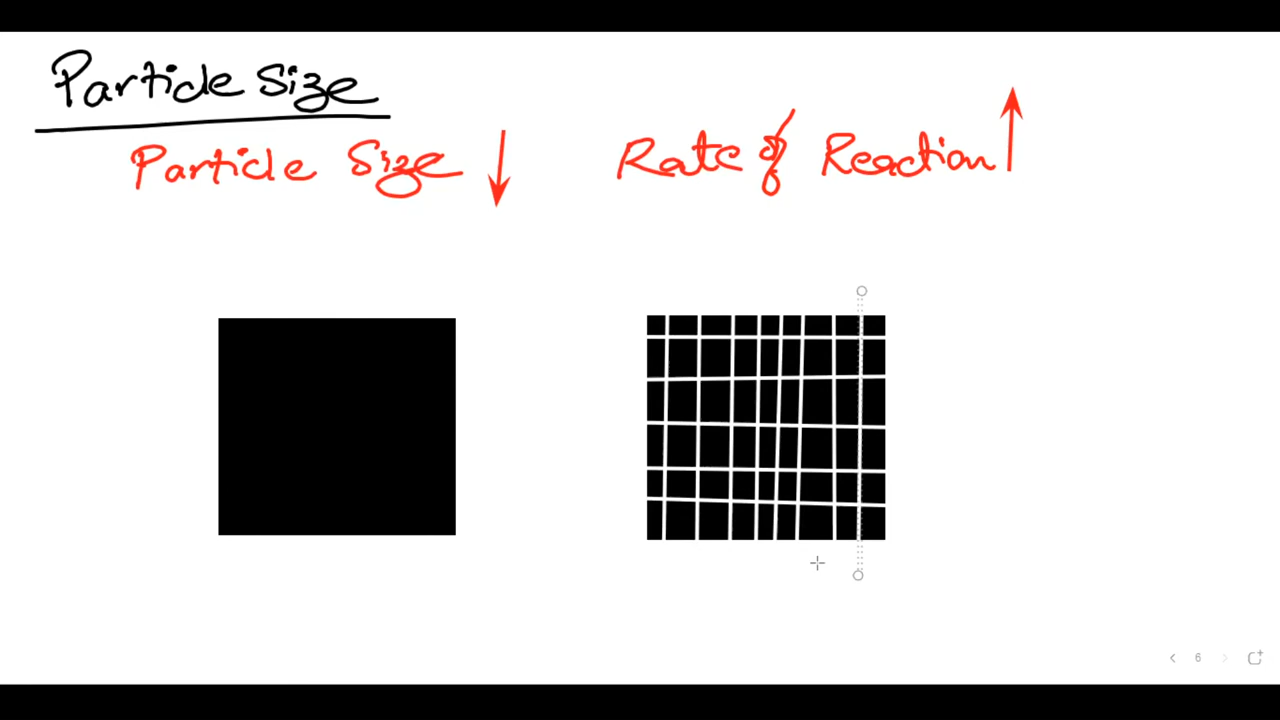 Particle Size
Particle Size ↓ Rate of Reaction ↑
6